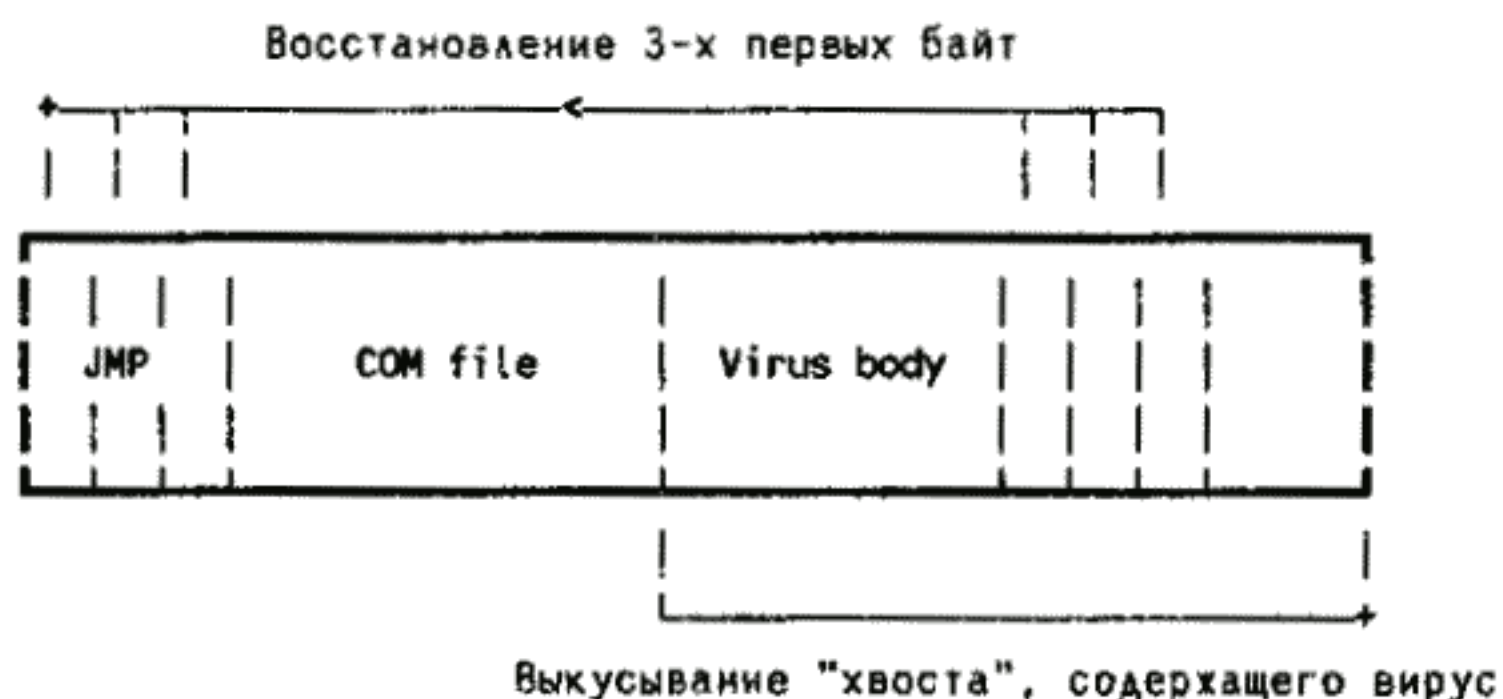 Восстановление 3-х первых байт
JMP COM file Virus body
Выкусывание "хвоста", содержащего вирус